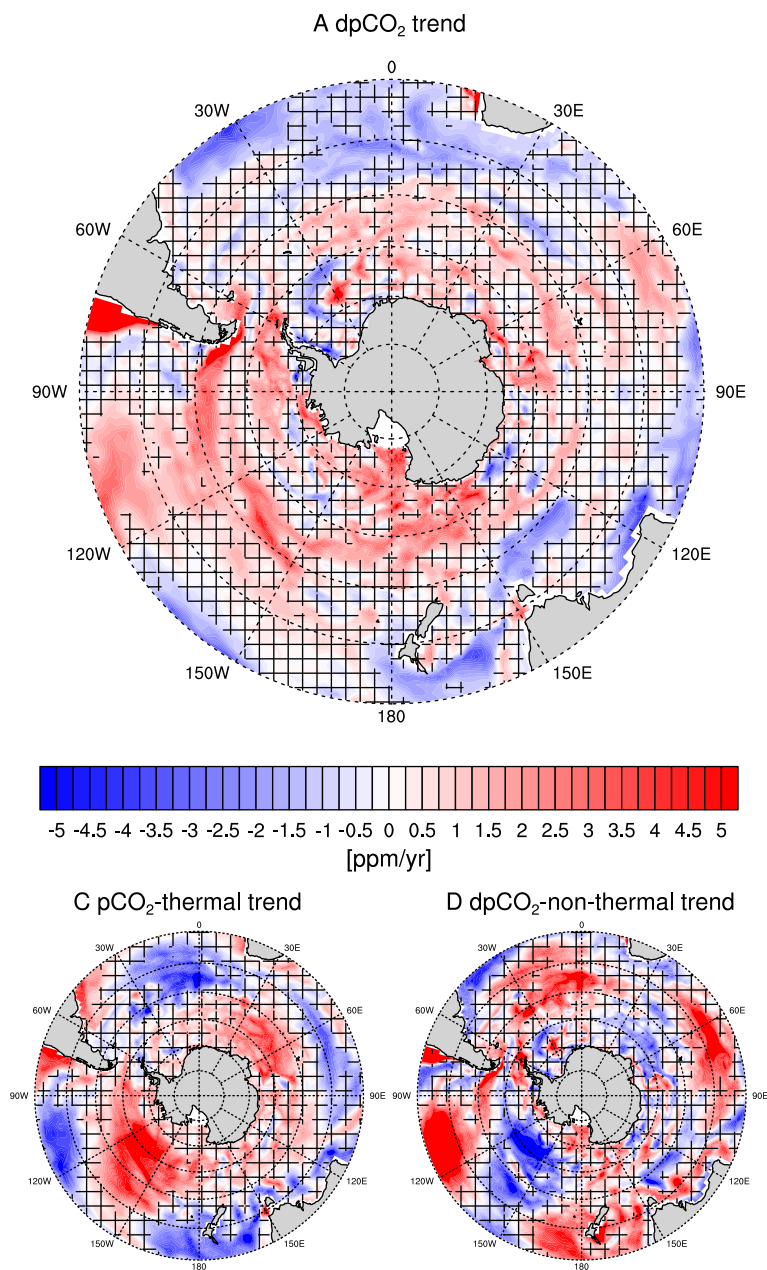 A dpCO₂ trend
0
30W
30E
60W
60E
90W
90E
120W
120E
150W
150E
180
-5 -4.5 -4 -3.5 -3 -2.5 -2 -1.5 -1 -0.5 0 0.5 1 1.5 2 2.5 3 3.5 4 4.5 5
[ppm/yr]
C pCO₂-thermal trend
0
30W
30E
60W
60E
90W
90E
120W
120E
150W
150E
180
D dpCO₂-non-thermal trend
0
30W
30E
60W
60E
90W
90E
120W
120E
150W
150E
180